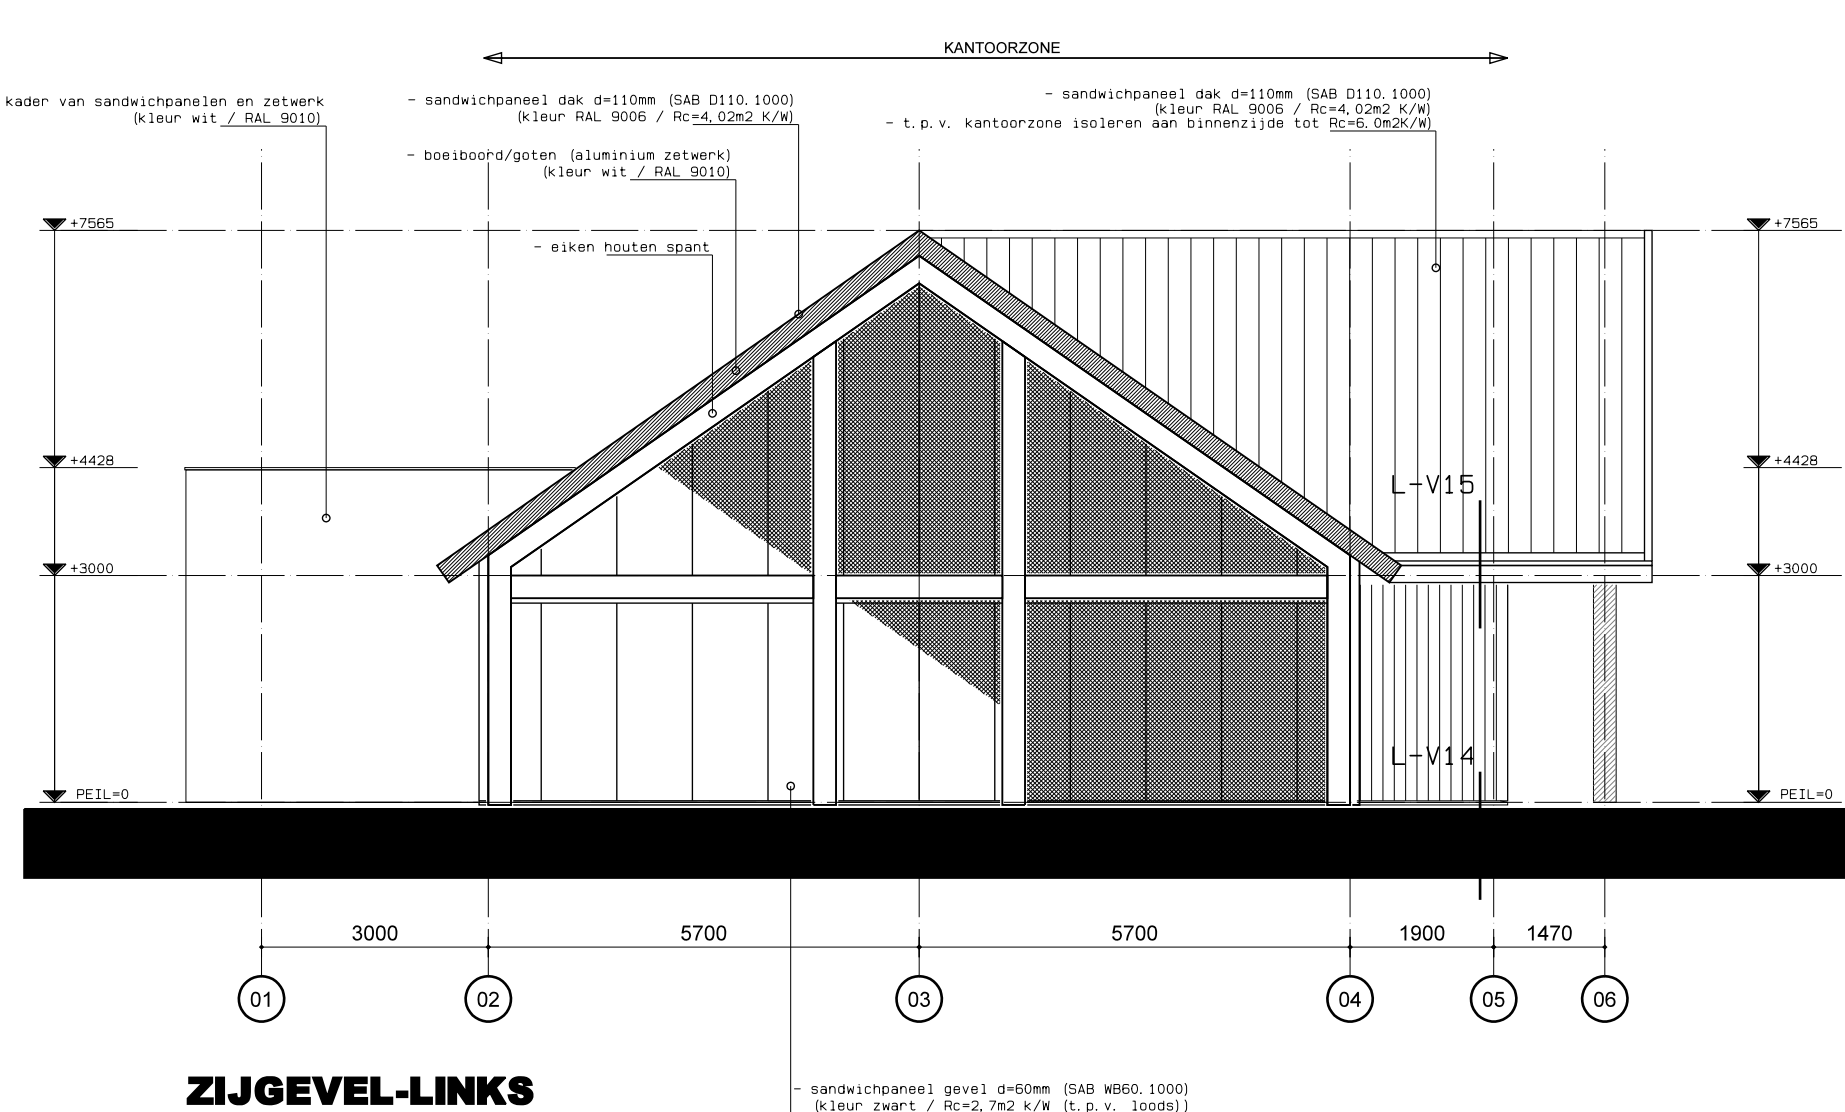 KANTOORZONE
kader van sandwichpanelen en zetwerk
(kleur wit / RAL 9010)
- sandwichpaneel dak d=110mm (SAB D110.1000)
(kleur RAL 9006 / Rc=4,02m2 K/W)
- boeiboord/goten (aluminium zetwerk)
(kleur wit / RAL 9010)
- eiken houten spant
- sandwichpaneel dak d=110mm (SAB D110.1000)
(kleur RAL 9006 / Rc=4,02m2 K/W)
- t.p.v. kantoorzone isoleren aan binnenzijde tot Rc=6.0m2K/W)
+7565
+7565
+4428
+4428
L-V15
+3000
+3000
L-V14
PEIL=0
PEIL=0
3000 5700 5700 1900 1470
01 02 03 04 05 06
ZIJGEVEL-LINKS
- sandwichpaneel gevel d=60mm (SAB WB60.1000)
(kleur zwart / Rc=2,7m2 k/W (t.p.v. loods))